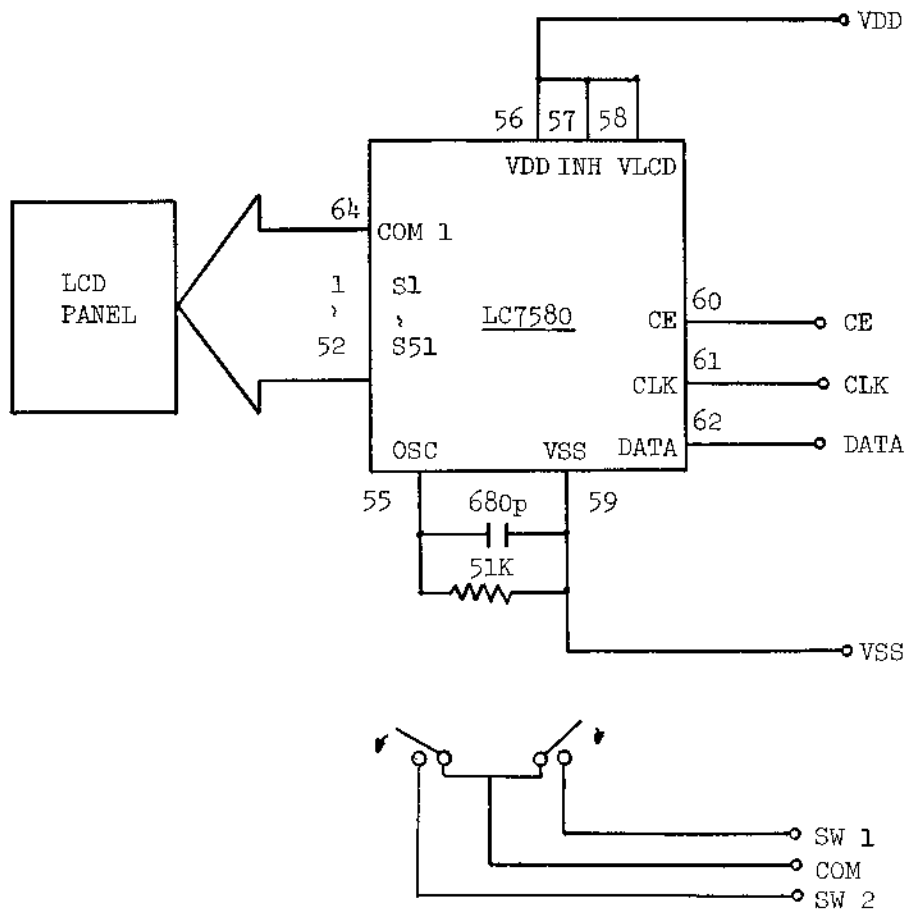 VDD
56 57 58
VDD INH VLCD
64
COM 1
LCD
PANEL
1 S1
~ ~
52 S51
LC7580
60
CE CE
61
CLK CLK
62
DATA DATA
OSC VSS
55 680p 59
51K
VSS
SW 1
COM
SW 2